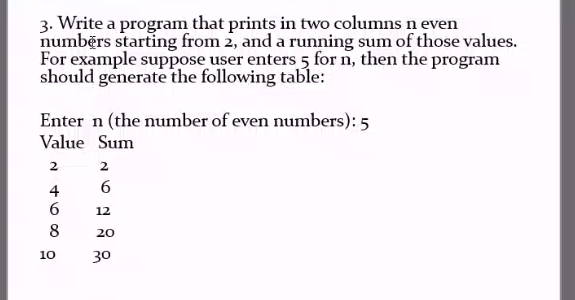 3. Write a program that prints in two columns n even
numbers starting from 2, and a running sum of those values.
For example suppose user enters 5 for n, then the program
should generate the following table:
Enter n (the number of even numbers): 5
Value Sum
2 2
4 6
6 12
8 20
10 30